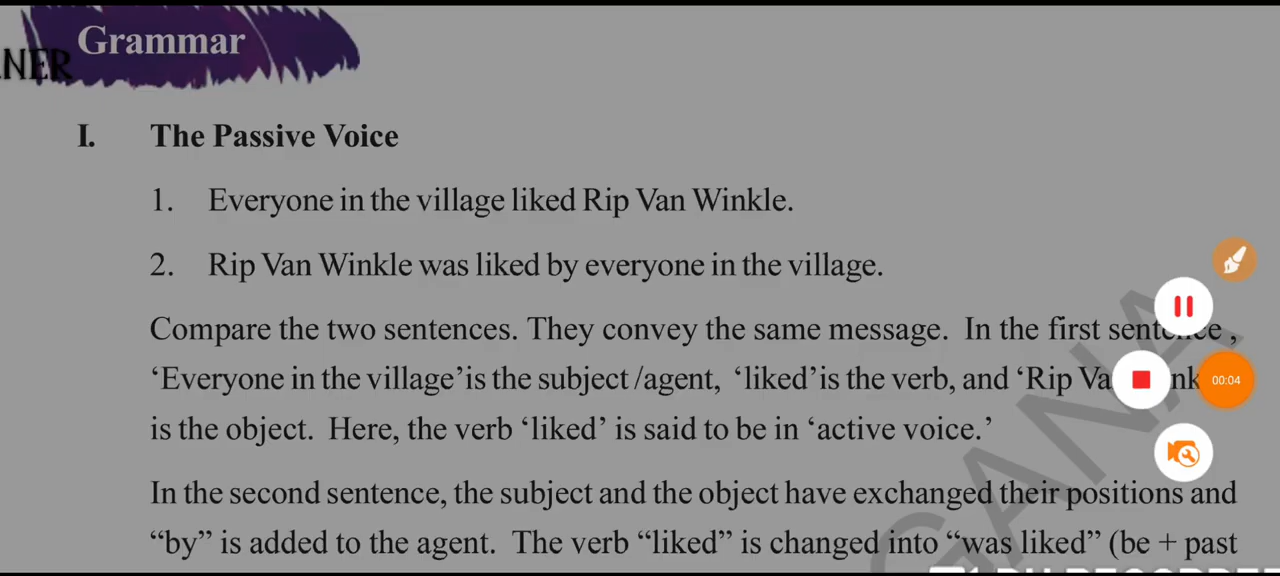 Grammar
NER
I. The Passive Voice
1. Everyone in the village liked Rip Van Winkle.
2. Rip Van Winkle was liked by everyone in the village.
Compare the two sentences. They convey the same message. In the first sentence ,
‘Everyone in the village’is the subject /agent, ‘liked’is the verb, and ‘Rip Va nk
00:04
is the object. Here, the verb ‘liked’ is said to be in ‘active voice.’
In the second sentence, the subject and the object have exchanged their positions and
“by” is added to the agent. The verb “liked” is changed into “was liked” (be + past
GANA